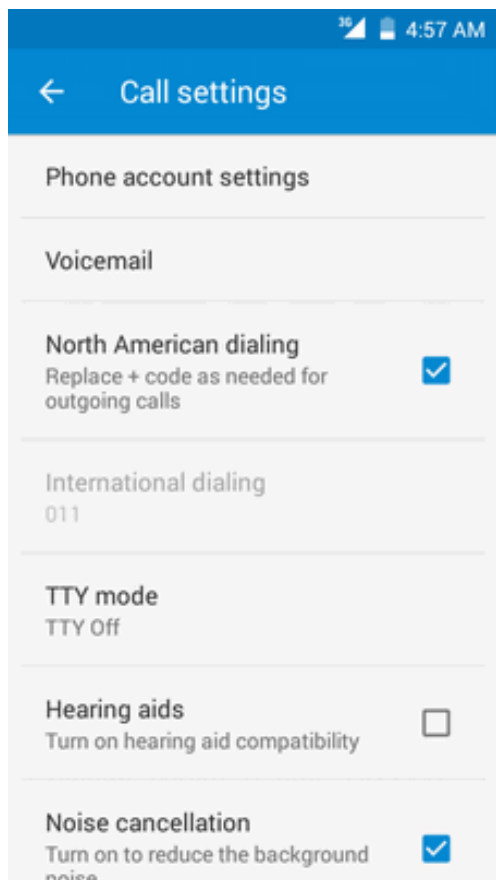 3G 4:57 AM
Call settings
Phone account settings
Voicemail
North American dialing
Replace + code as needed for
outgoing calls
International dialing
011
TTY mode
TTY Off
Hearing aids
Turn on hearing aid compatibility
Noise cancellation
Turn on to reduce the background
noise